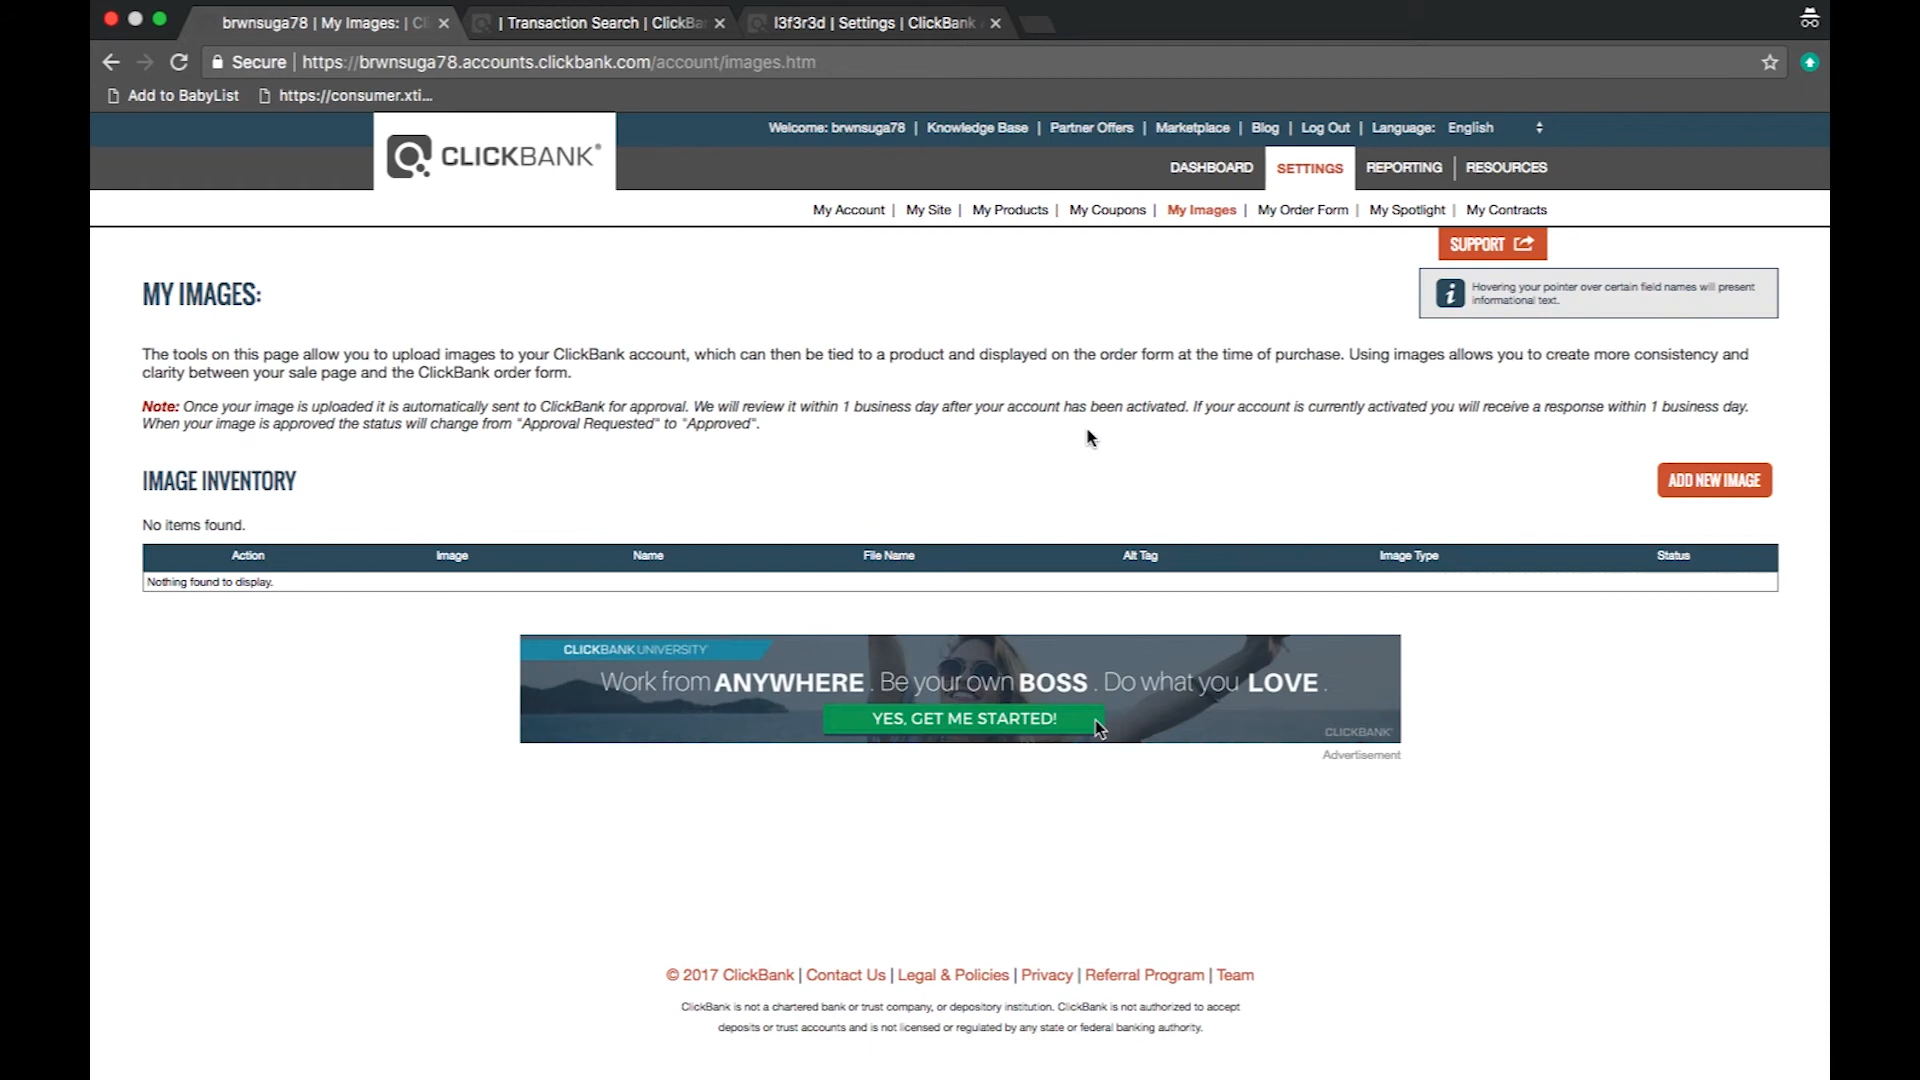 brwnsuga78 | My Images: | Cli
| Transaction Search | ClickBa
l3f3r3d | Settings | ClickBank
Secure | https://brwnsuga78.accounts.clickbank.com/account/images.htm
Add to BabyList
https://consumer.xti...
CLICKBANK®
Welcome: brwnsuga78 | Knowledge Base | Partner Offers | Marketplace | Blog | Log Out | Language: English
DASHBOARD SETTINGS REPORTING | RESOURCES
My Account | My Site | My Products | My Coupons | My Images | My Order Form | My Spotlight | My Contracts
SUPPORT
MY IMAGES:
Hovering your pointer over certain field names will present
informational text.
The tools on this page allow you to upload images to your ClickBank account, which can then be tied to a product and displayed on the order form at the time of purchase. Using images allows you to create more consistency and
clarity between your sale page and the ClickBank order form.
Note: Once your image is uploaded it is automatically sent to ClickBank for approval. We will review it within 1 business day after your account has been activated. If your account is currently activated you will receive a response within 1 business day.
When your image is approved the status will change from "Approval Requested" to "Approved".
IMAGE INVENTORY
ADD NEW IMAGE
No items found.
Action Image Name File Name Alt Tag Image Type Status
Nothing found to display.
CLICKBANK UNIVERSITY
Work from ANYWHERE. Be your own BOSS. Do what you LOVE.
YES, GET ME STARTED!
CLICKBANK®
Advertisement
© 2017 ClickBank | Contact Us | Legal & Policies | Privacy | Referral Program | Team
ClickBank is not a chartered bank or trust company, or depository institution. ClickBank is not authorized to accept
deposits or trust accounts and is not licensed or regulated by any state or federal banking authority.